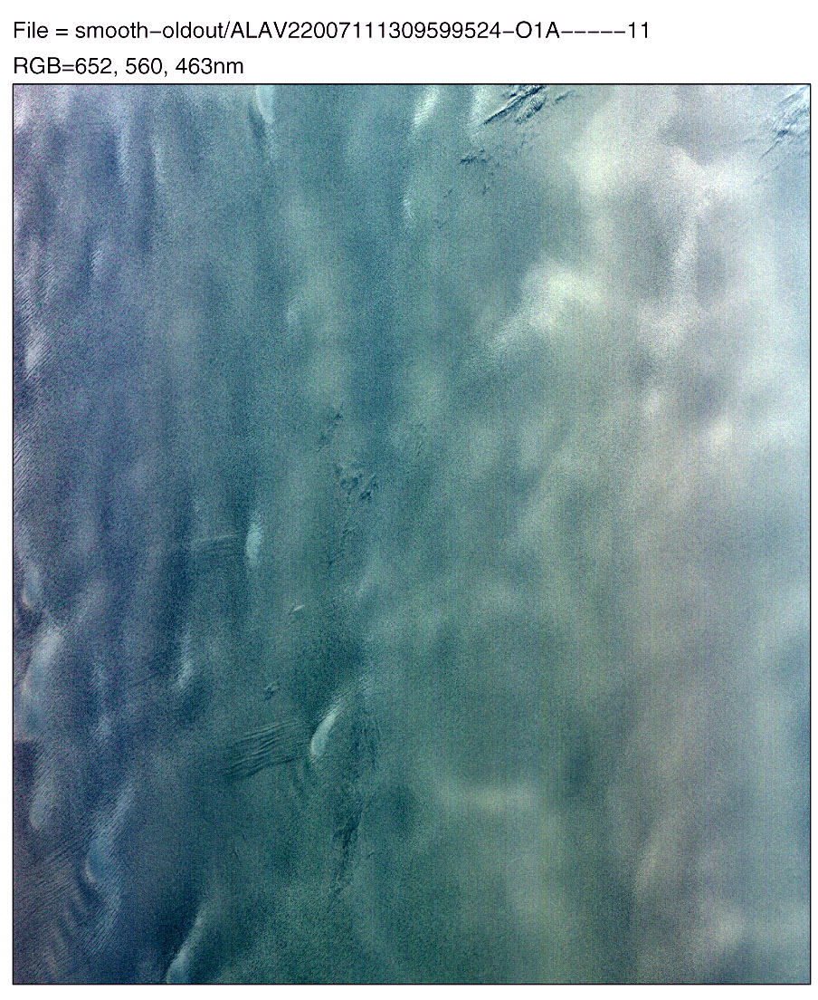 File = smooth−oldout/ALAV22007111309599524−O1A−−−−−11
RGB=652, 560, 463nm